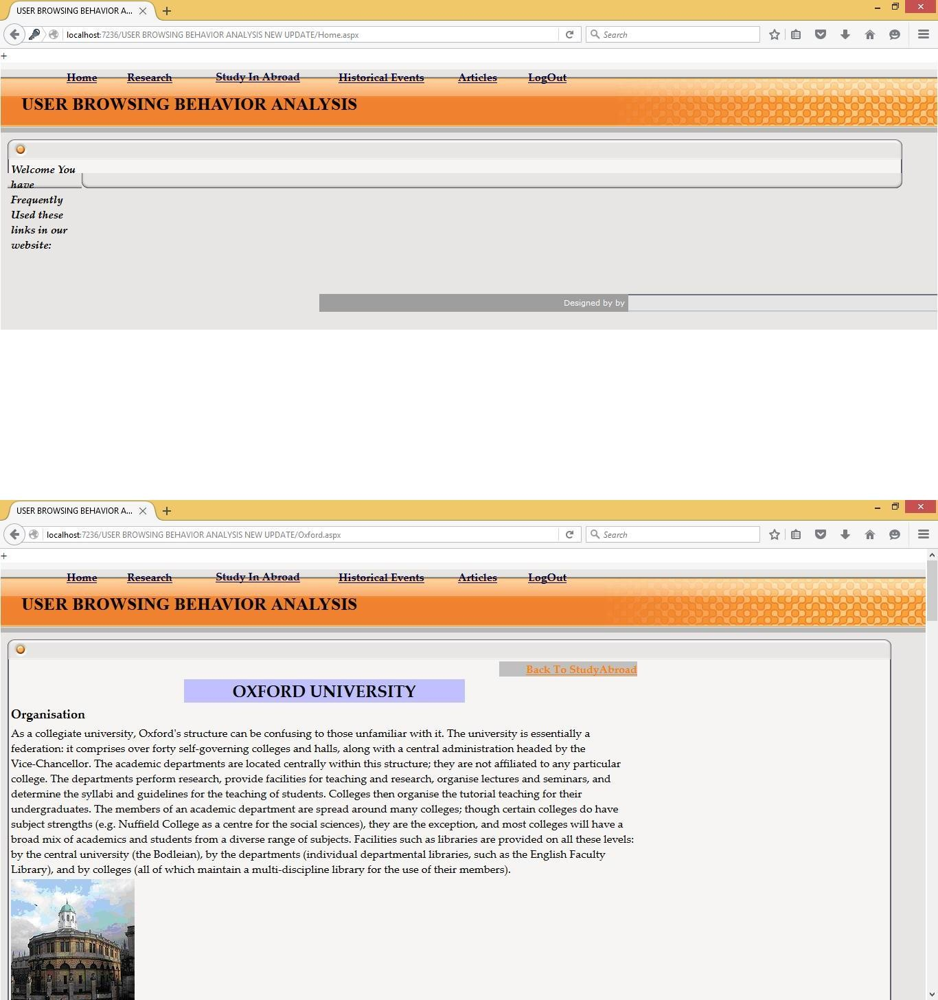 USER BROWSING BEHAVIOR A...
localhost:7236/USER BROWSING BEHAVIOR ANALYSIS NEW UPDATE/Home.aspx
Search
+
Home Research Study In Abroad Historical Events Articles LogOut
USER BROWSING BEHAVIOR ANALYSIS
Welcome You
have
Frequently
Used these
links in our
website:
Designed by by
USER BROWSING BEHAVIOR A...
localhost:7236/USER BROWSING BEHAVIOR ANALYSIS NEW UPDATE/Oxford.aspx
Search
+
Home Research Study In Abroad Historical Events Articles LogOut
USER BROWSING BEHAVIOR ANALYSIS
Back To StudyAbroad
OXFORD UNIVERSITY
Organisation
As a collegiate university, Oxford's structure can be confusing to those unfamiliar with it. The university is essentially a
federation: it comprises over forty self-governing colleges and halls, along with a central administration headed by the
Vice-Chancellor. The academic departments are located centrally within this structure; they are not affiliated to any particular
college. The departments perform research, provide facilities for teaching and research, organise lectures and seminars, and
determine the syllabi and guidelines for the teaching of students. Colleges then organise the tutorial teaching for their
undergraduates. The members of an academic department are spread around many colleges; though certain colleges do have
subject strengths (e.g. Nuffield College as a centre for the social sciences), they are the exception, and most colleges will have a
broad mix of academics and students from a diverse range of subjects. Facilities such as libraries are provided on all these levels:
by the central university (the Bodleian), by the departments (individual departmental libraries, such as the English Faculty
Library), and by colleges (all of which maintain a multi-discipline library for the use of their members).